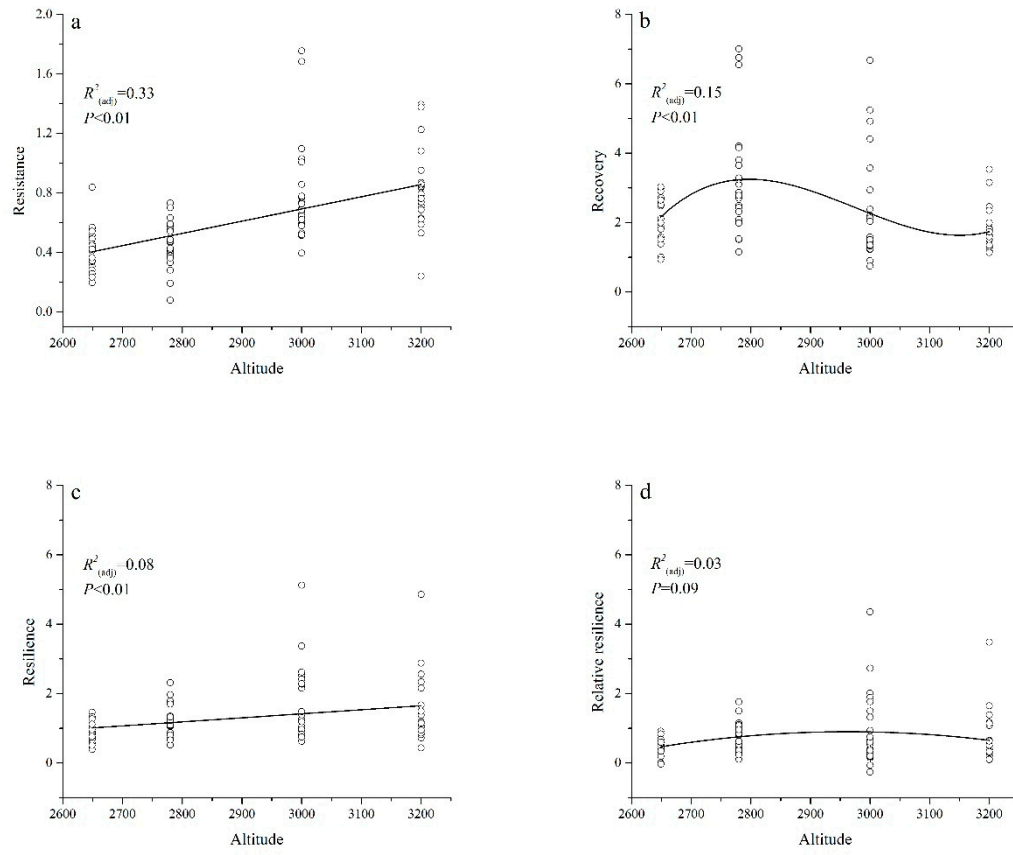 a
R²(adj)=0.33
P<0.01
Resistance
2.0
1.6
1.2
0.8
0.4
0.0
2600 2700 2800 2900 3000 3100 3200
Altitude
b
R²(adj)=0.15
P<0.01
Recovery
8
6
4
2
0
2600 2700 2800 2900 3000 3100 3200
Altitude
c
R²(adj)=0.08
P<0.01
Resilience
8
6
4
2
0
2600 2700 2800 2900 3000 3100 3200
Altitude
d
R²(adj)=0.03
P=0.09
Relative resilience
8
6
4
2
0
2600 2700 2800 2900 3000 3100 3200
Altitude